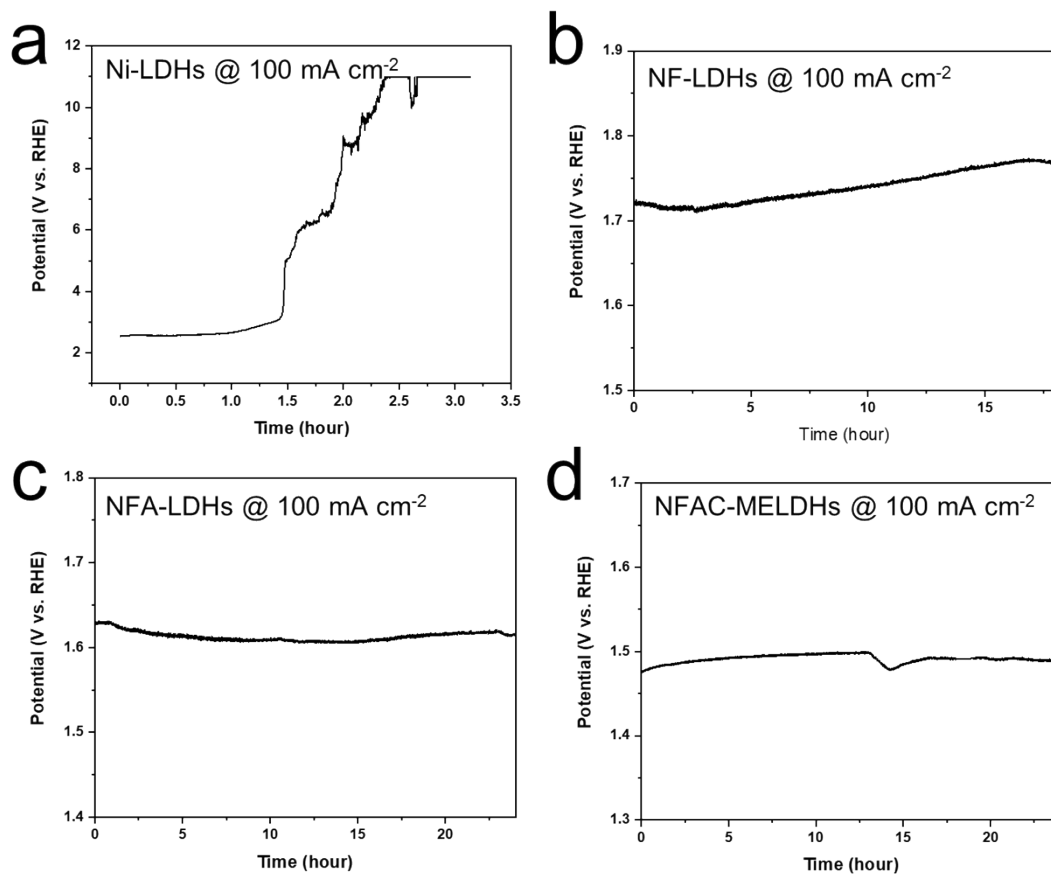 a
Ni-LDHs @ 100 mA cm-2
12
10
8
6
4
2
Potential (V vs. RHE)
0.0 0.5 1.0 1.5 2.0 2.5 3.0 3.5
Time (hour)
b
NF-LDHs @ 100 mA cm-2
1.9
1.8
1.7
1.6
1.5
Potential (V vs. RHE)
0 5 10 15
Time (hour)
c
NFA-LDHs @ 100 mA cm-2
1.8
1.7
1.6
1.5
1.4
Potential (V vs. RHE)
0 5 10 15 20
Time (hour)
d
NFAC-MELDHs @ 100 mA cm-2
1.7
1.6
1.5
1.4
1.3
Potential (V vs. RHE)
0 5 10 15 20
Time (hour)